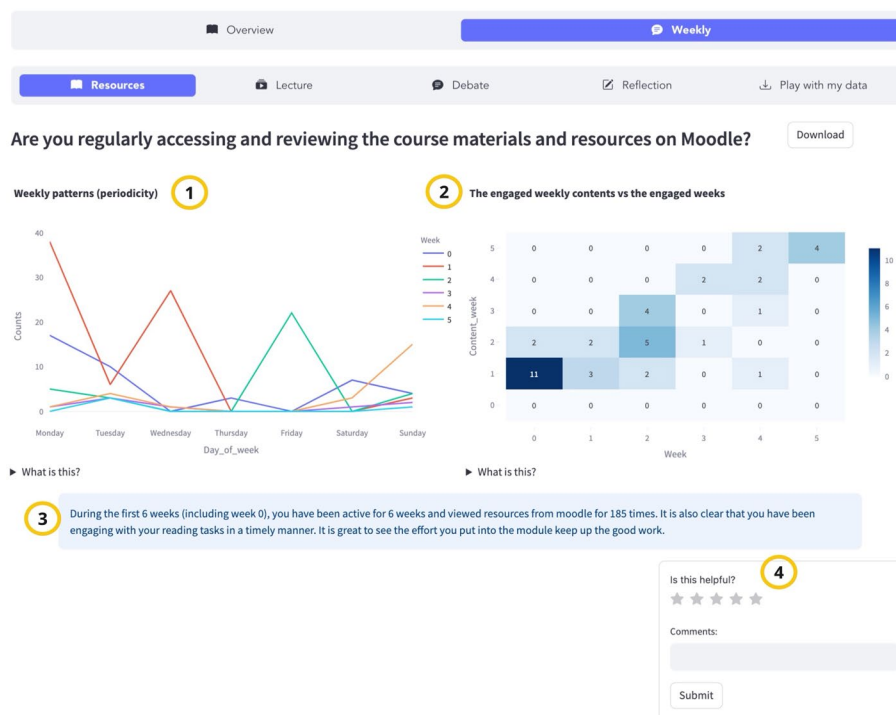 Overview
Weekly
Resources
Lecture
Debate
Reflection
Play with my data
Are you regularly accessing and reviewing the course materials and resources on Moodle?
Download
Weekly patterns (periodicity)
1
40
30
20
10
0
Counts
Monday Tuesday Wednesday Thursday Friday Saturday Sunday
Day_of_week
Week
0
1
2
3
4
5
What is this?
2
The engaged weekly contents vs the engaged weeks
Content_week
5 0 0 0 0 2 4
4 0 0 0 2 2 0
3 0 0 4 0 1 0
2 2 2 5 1 0 0
1 11 3 2 0 1 0
0 0 0 0 0 0 0
0 1 2 3 4 5
Week
10
8
6
4
2
0
What is this?
3
During the first 6 weeks (including week 0), you have been active for 6 weeks and viewed resources from moodle for 185 times. It is also clear that you have been
engaging with your reading tasks in a timely manner. It is great to see the effort you put into the module keep up the good work.
4
Is this helpful?
Comments:
Submit